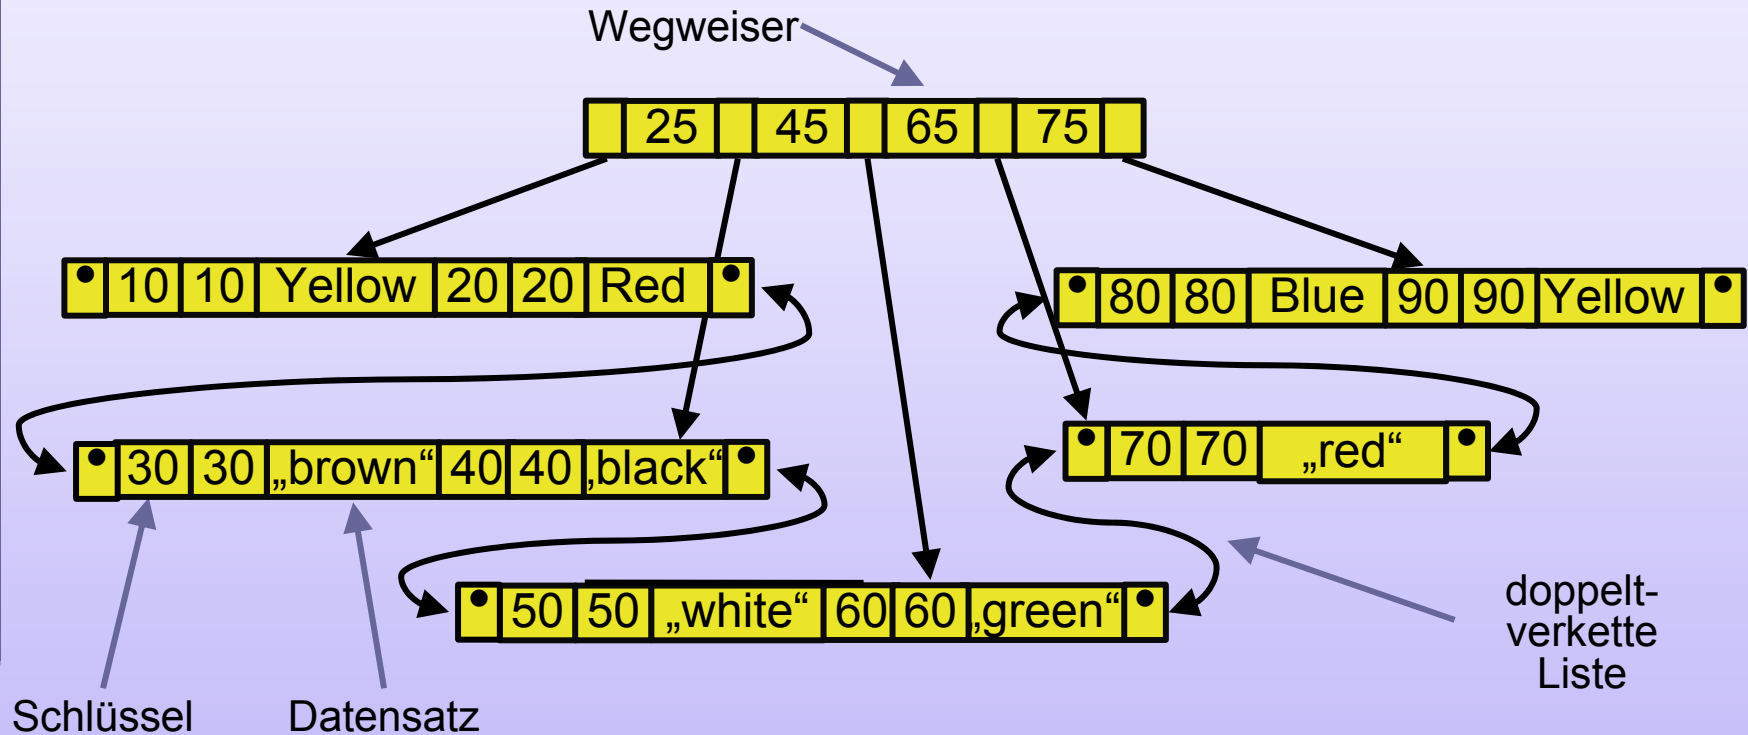 Wegweiser
25 45 65 75
10 10 Yellow 20 20 Red
80 80 Blue 90 90 Yellow
30 30 „brown“ 40 40 ‚black“
70 70 „red“
50 50 „white“ 60 60 „green“
doppelt-
verkette
Liste
Schlüssel
Datensatz